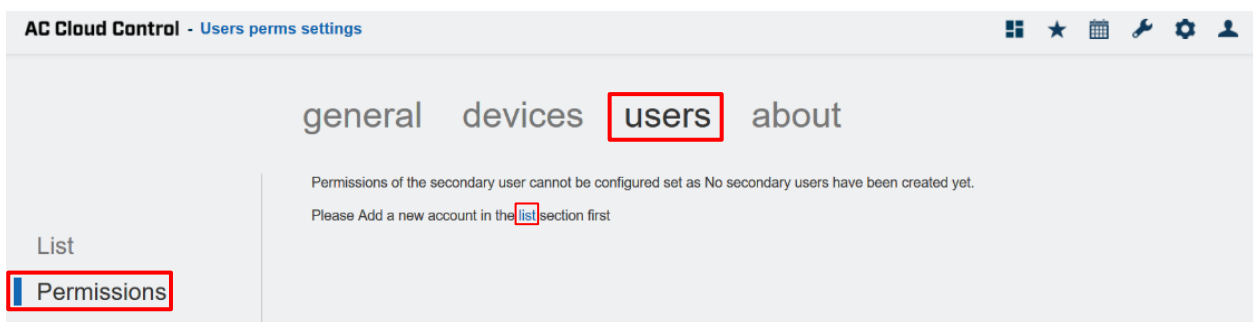 AC Cloud Control - Users perms settings
general devices users about
Permissions of the secondary user cannot be configured set as No secondary users have been created yet.
Please Add a new account in the list section first
List
Permissions